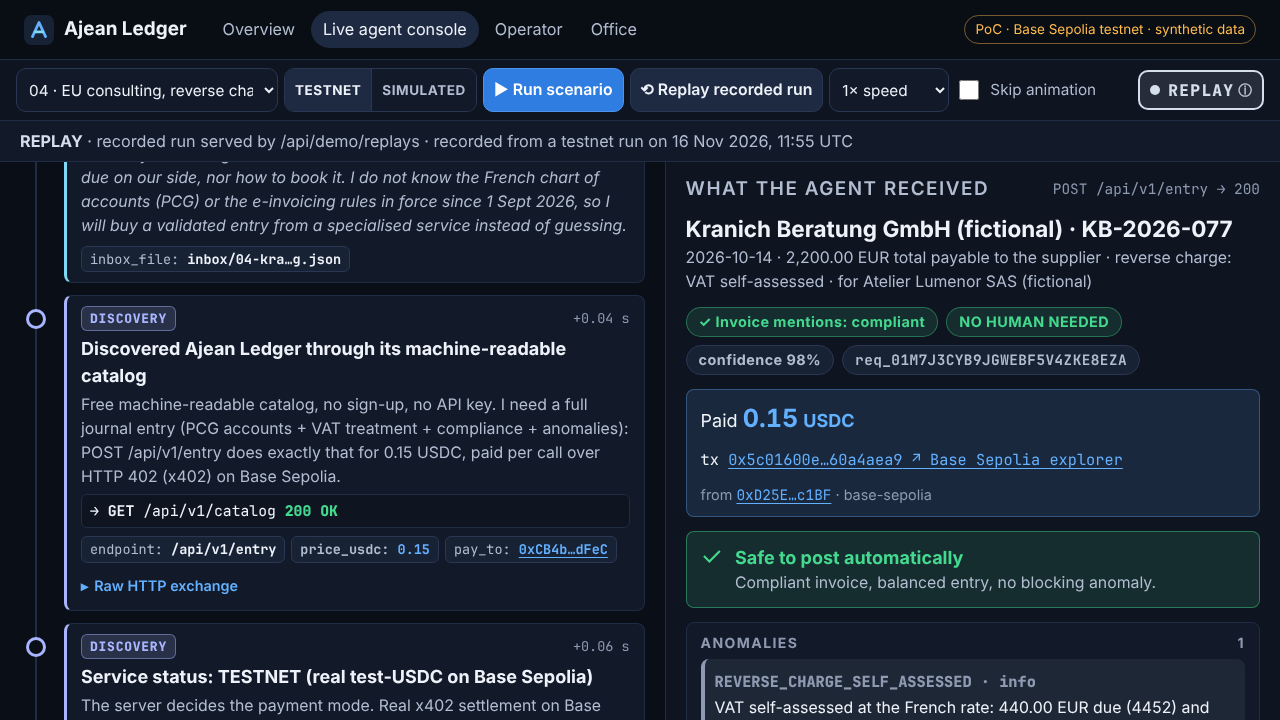 Ajean Ledger
Overview
Live agent console
Operator
Office
PoC · Base Sepolia testnet · synthetic data
04 · EU consulting, reverse cha
TESTNET
SIMULATED
▶ Run scenario
⟲ Replay recorded run
1× speed
Skip animation
REPLAY ⓘ
REPLAY · recorded run served by /api/demo/replays · recorded from a testnet run on 16 Nov 2026, 11:55 UTC
due on our side, nor how to book it. I do not know the French chart of
accounts (PCG) or the e-invoicing rules in force since 1 Sept 2026, so I
will buy a validated entry from a specialised service instead of guessing.
inbox_file: inbox/04-kra…g.json
DISCOVERY
+0.04 s
Discovered Ajean Ledger through its machine-readable
catalog
Free machine-readable catalog, no sign-up, no API key. I need a full
journal entry (PCG accounts + VAT treatment + compliance + anomalies):
POST /api/v1/entry does exactly that for 0.15 USDC, paid per call over
HTTP 402 (x402) on Base Sepolia.
→ GET /api/v1/catalog 200 OK
endpoint: /api/v1/entry
price_usdc: 0.15
pay_to: 0xCB4b…dFeC
▸ Raw HTTP exchange
DISCOVERY
+0.06 s
Service status: TESTNET (real test-USDC on Base Sepolia)
The server decides the payment mode. Real x402 settlement on Base
WHAT THE AGENT RECEIVED
POST /api/v1/entry → 200
Kranich Beratung GmbH (fictional) · KB-2026-077
2026-10-14 · 2,200.00 EUR total payable to the supplier · reverse charge:
VAT self-assessed · for Atelier Lumenor SAS (fictional)
✓ Invoice mentions: compliant
NO HUMAN NEEDED
confidence 98%
req_01M7J3CYB9JGWEBF5V4ZKE8EZA
Paid 0.15 USDC
tx 0x5c01600e…60a4aea9 ↗ Base Sepolia explorer
from 0xD25E…c1BF · base-sepolia
✓ Safe to post automatically
Compliant invoice, balanced entry, no blocking anomaly.
ANOMALIES
1
REVERSE_CHARGE_SELF_ASSESSED · info
VAT self-assessed at the French rate: 440.00 EUR due (4452) and